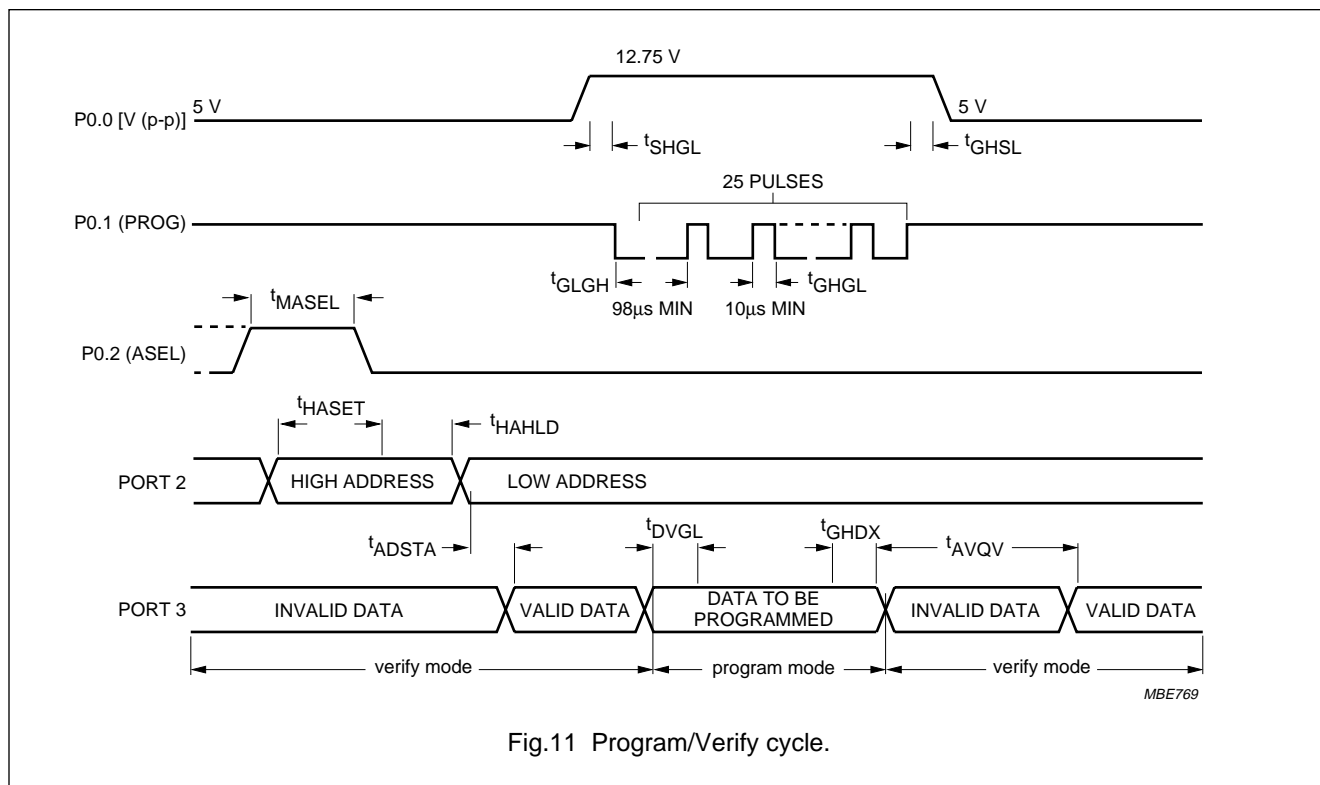 12.75 V
5 V
5 V
P0.0 [V (p-p)]
tSHGL
tGHSL
25 PULSES
P0.1 (PROG)
tGLGH
tGHGL
98μs MIN
10μs MIN
tMASEL
P0.2 (ASEL)
tHASET
tHAHLD
PORT 2
HIGH ADDRESS
LOW ADDRESS
tADSTA
tDVGL
tGHDX
tAVQV
PORT 3
INVALID DATA
VALID DATA
DATA TO BE
PROGRAMMED
INVALID DATA
VALID DATA
verify mode
program mode
verify mode
MBE769
Fig.11 Program/Verify cycle.